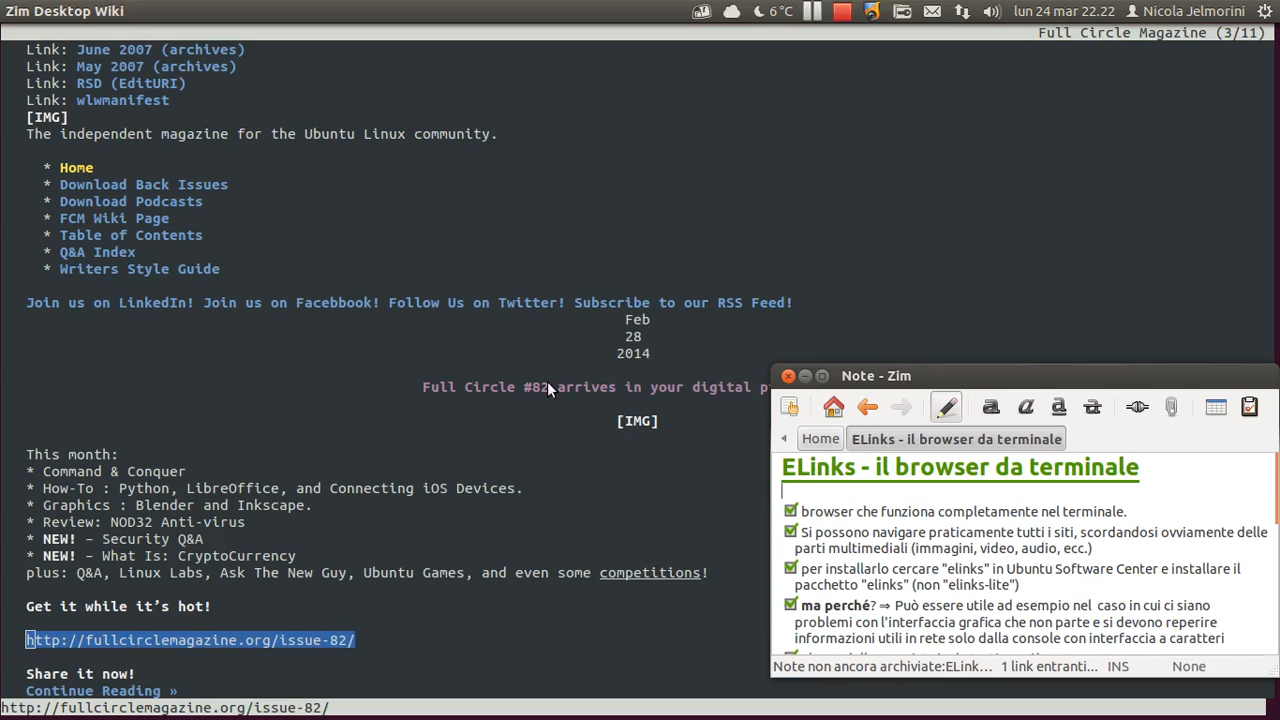 Zim Desktop Wiki
6 °C
lun 24 mar 22.22
Nicola Jelmorini
Full Circle Magazine (3/11)
Link: June 2007 (archives)
Link: May 2007 (archives)
Link: RSD (EditURI)
Link: wlwmanifest
[IMG]
The independent magazine for the Ubuntu Linux community.
* Home
* Download Back Issues
* Download Podcasts
* FCM Wiki Page
* Table of Contents
* Q&A Index
* Writers Style Guide
Join us on LinkedIn! Join us on Facebook! Follow Us on Twitter! Subscribe to our RSS Feed!
Feb
28
2014
Full Circle #82 arrives in your digital
[IMG]
This month:
* Command & Conquer
* How-To : Python, LibreOffice, and Connecting iOS Devices.
* Graphics : Blender and Inkscape.
* Review: NOD32 Anti-virus
* NEW! – Security Q&A
* NEW! – What Is: CryptoCurrency
plus: Q&A, Linux Labs, Ask The New Guy, Ubuntu Games, and even some competitions!
Get it while it’s hot!
http://fullcirclemagazine.org/issue-82/
Share it now!
Continue Reading »
http://fullcirclemagazine.org/issue-82/
Note - Zim
Home
ELinks - il browser da terminale
ELinks - il browser da terminale
browser che funziona completamente nel terminale.
Si possono navigare praticamente tutti i siti, scordandosi ovviamente delle
parti multimediali (immagini, video, audio, ecc.)
per installarlo cercare "elinks" in Ubuntu Software Center e installare il
pacchetto "elinks" (non "elinks-lite")
ma perché? ⇒ Può essere utile ad esempio nel caso in cui ci siano
problemi con l'interfaccia grafica che non parte e si devono reperire
informazioni utili in rete solo dalla console con interfaccia a caratteri
Note non ancora archiviate:ELink...
1 link entranti...
INS
None